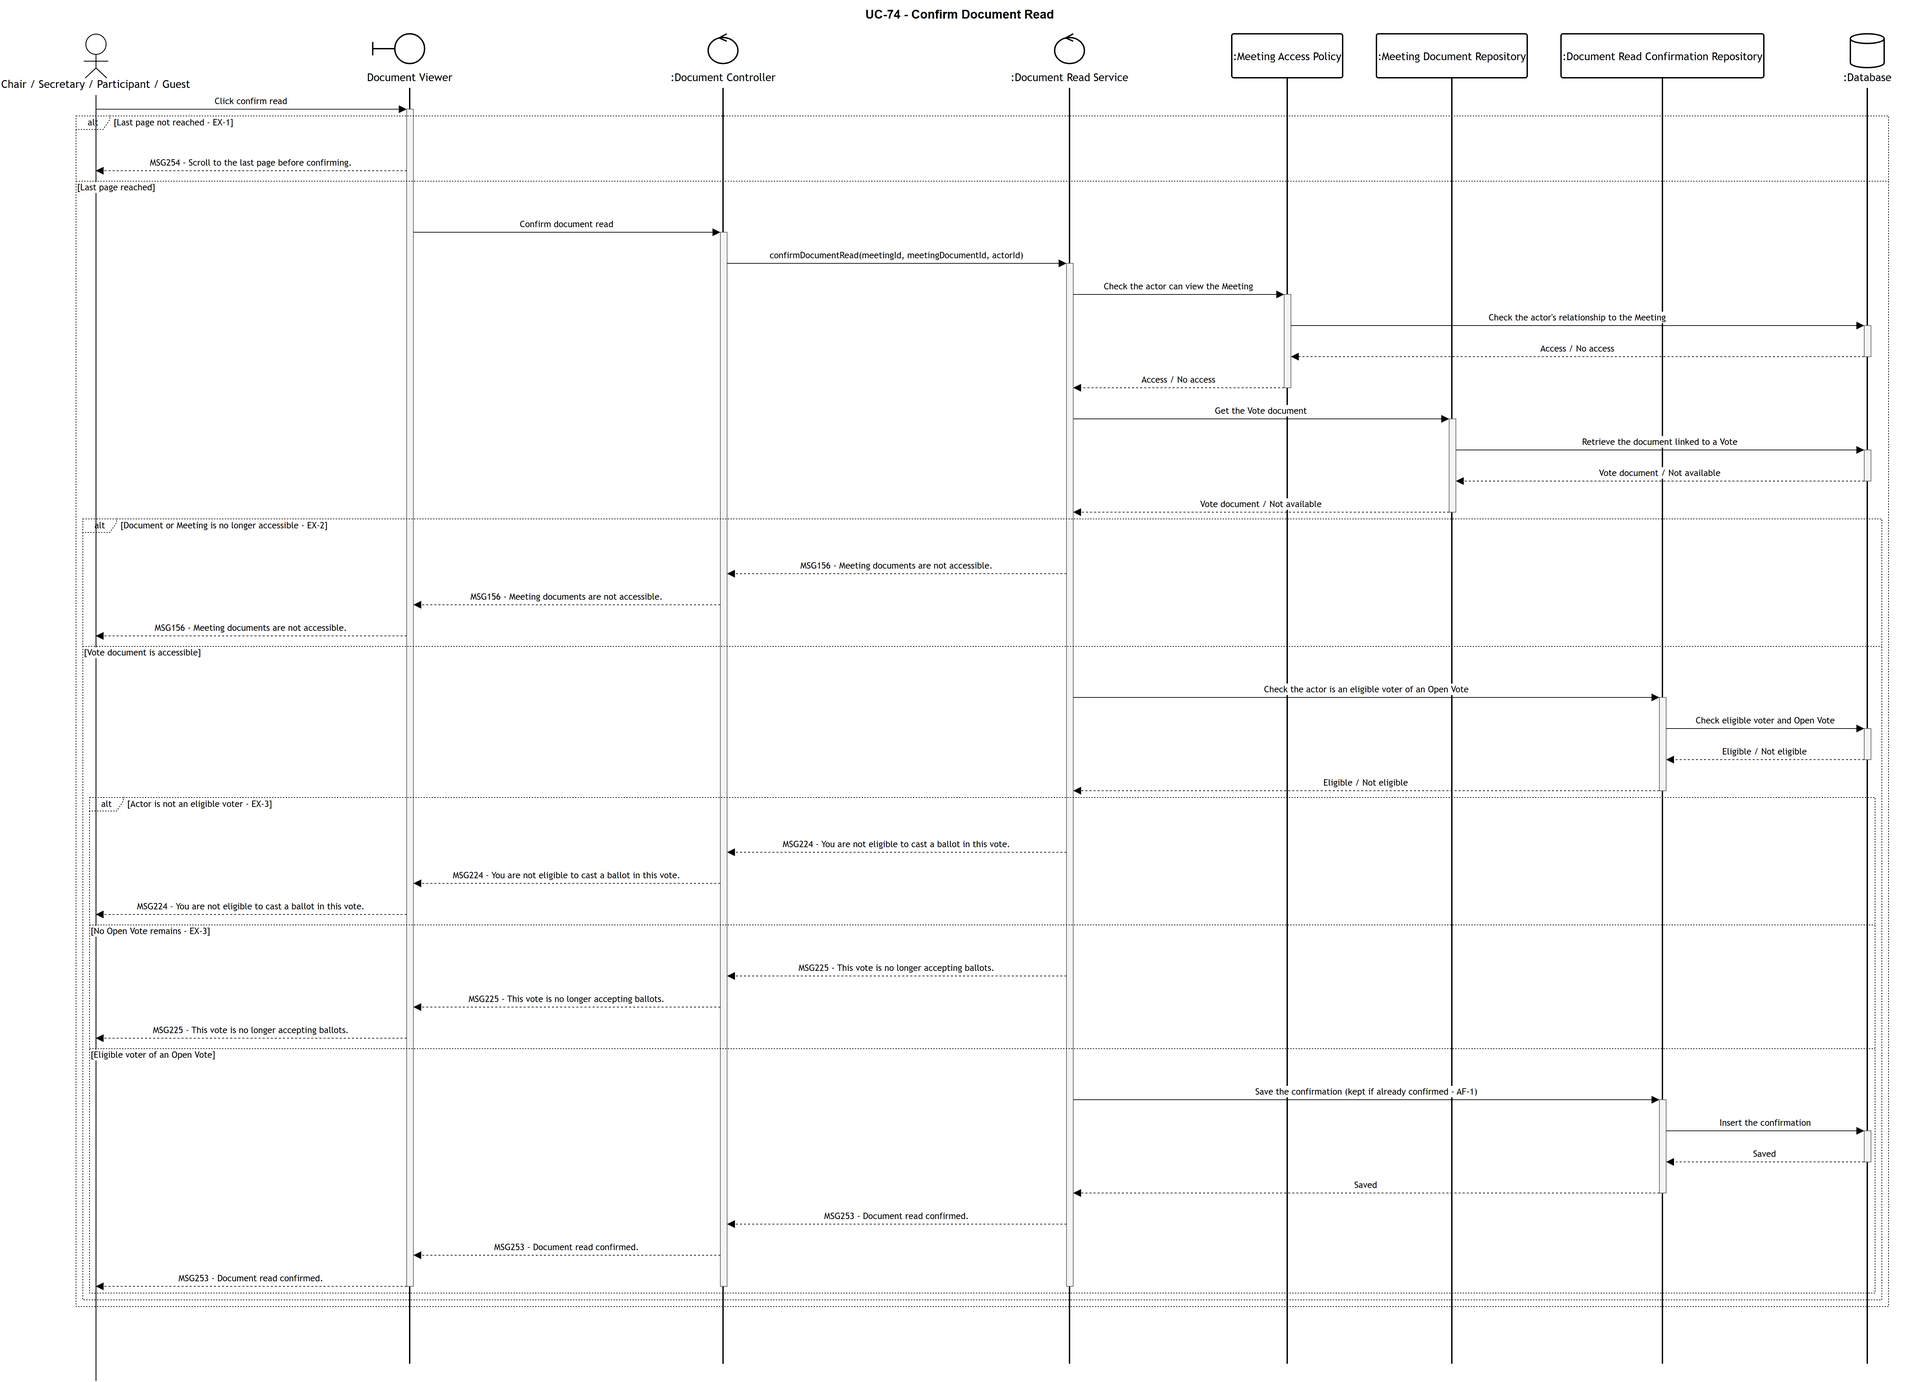 UC-74 - Confirm Document Read
Chair / Secretary / Participant / Guest
Document Viewer
:Document Controller
:Document Read Service
:Meeting Access Policy
:Meeting Document Repository
:Document Read Confirmation Repository
:Database
Click confirm read
alt
[Last page not reached - EX-1]
MSG254 - Scroll to the last page before confirming.
[Last page reached]
Confirm document read
confirmDocumentRead(meetingId, meetingDocumentId, actorId)
Check the actor can view the Meeting
Check the actor's relationship to the Meeting
Access / No access
Access / No access
Get the Vote document
Retrieve the document linked to a Vote
Vote document / Not available
Vote document / Not available
alt
[Document or Meeting is no longer accessible - EX-2]
MSG156 - Meeting documents are not accessible.
MSG156 - Meeting documents are not accessible.
MSG156 - Meeting documents are not accessible.
[Vote document is accessible]
Check the actor is an eligible voter of an Open Vote
Check eligible voter and Open Vote
Eligible / Not eligible
Eligible / Not eligible
alt
[Actor is not an eligible voter - EX-3]
MSG224 - You are not eligible to cast a ballot in this vote.
MSG224 - You are not eligible to cast a ballot in this vote.
MSG224 - You are not eligible to cast a ballot in this vote.
[No Open Vote remains - EX-3]
MSG225 - This vote is no longer accepting ballots.
MSG225 - This vote is no longer accepting ballots.
MSG225 - This vote is no longer accepting ballots.
[Eligible voter of an Open Vote]
Save the confirmation (kept if already confirmed - AF-1)
Insert the confirmation
Saved
Saved
MSG253 - Document read confirmed.
MSG253 - Document read confirmed.
MSG253 - Document read confirmed.